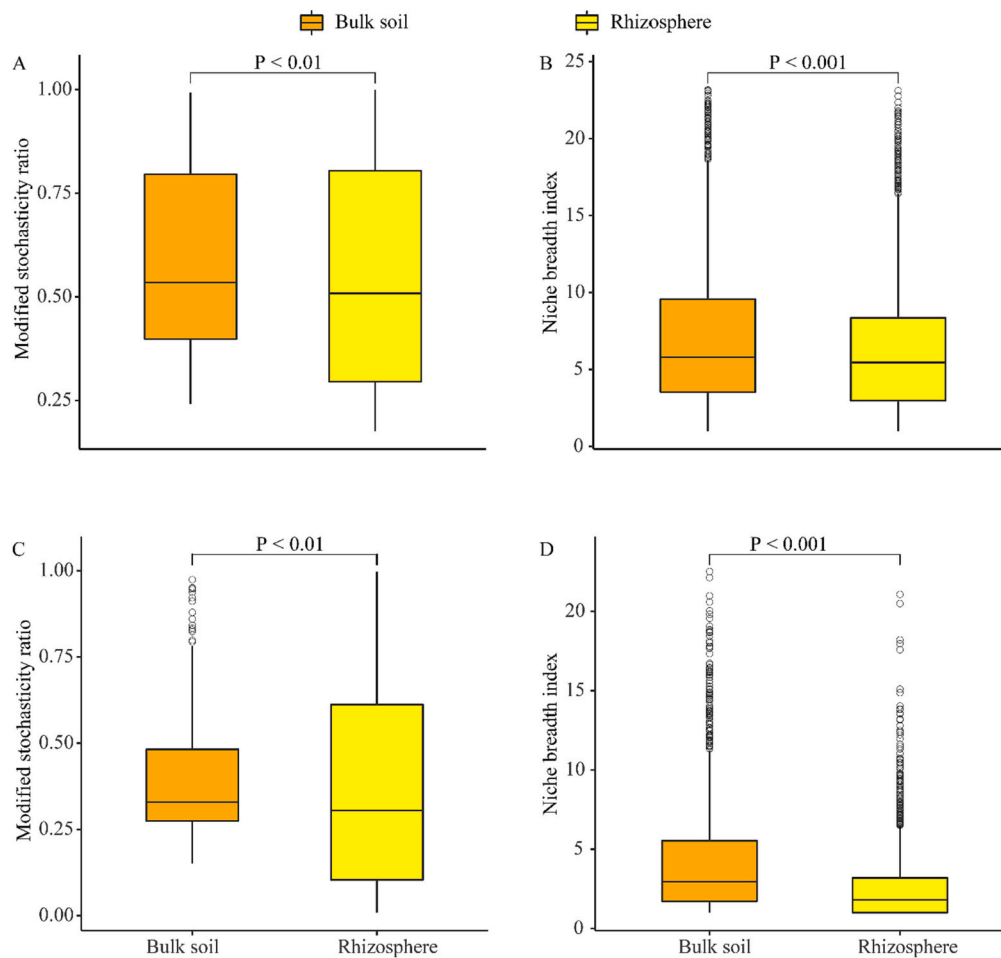 Bulk soil
Rhizosphere
A
P < 0.01
1.00
0.75
0.50
0.25
Modified stochasticity ratio
B
P < 0.001
25
20
15
10
5
0
Niche breadth index
C
P < 0.01
1.00
0.75
0.50
0.25
0.00
Modified stochasticity ratio
Bulk soil
Rhizosphere
D
P < 0.001
20
15
10
5
0
Niche breadth index
Bulk soil
Rhizosphere